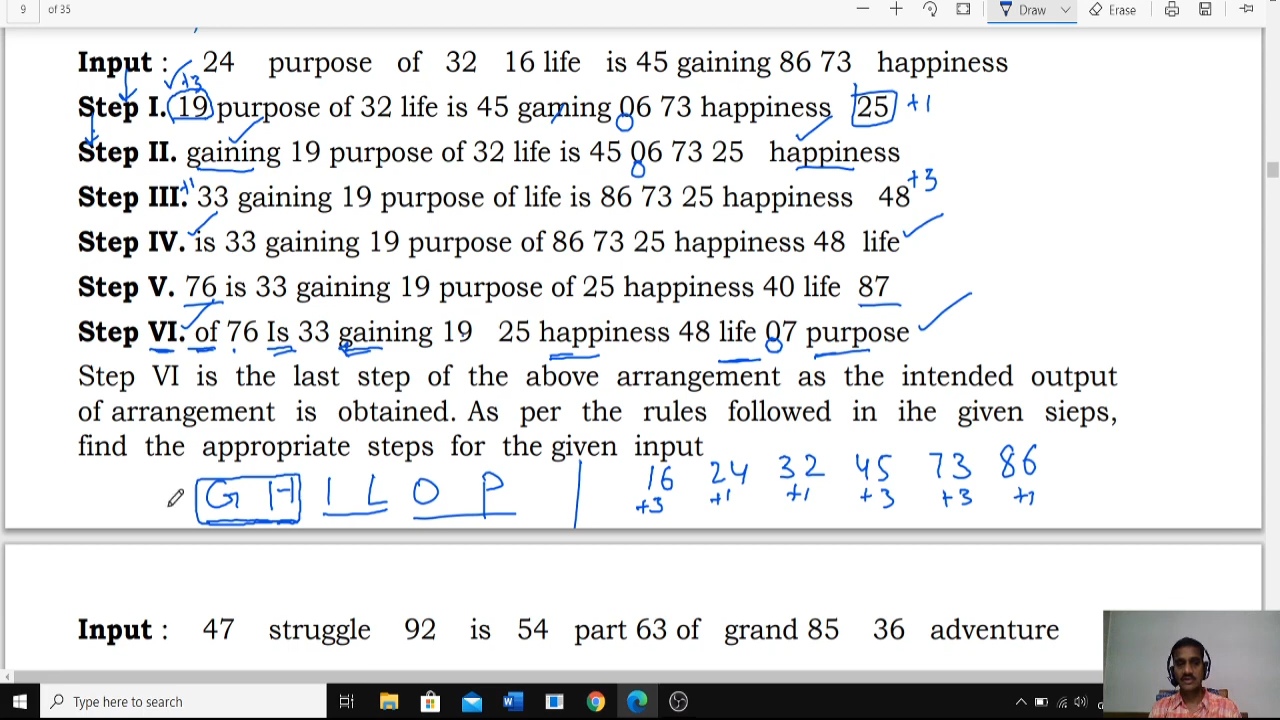 9 of 35 Draw Erase
Input : 24 purpose of 32 16 life is 45 gaining 86 73 happiness
+3
Step I. 19 purpose of 32 life is 45 gaming 06 73 happiness 25 +1
Step II. gaining 19 purpose of 32 life is 45 06 73 25 happiness
+1 +3
Step III. 33 gaining 19 purpose of life is 86 73 25 happiness 48
Step IV. is 33 gaining 19 purpose of 86 73 25 happiness 48 life
Step V. 76 is 33 gaining 19 purpose of 25 happiness 40 life 87
Step VI. of 76 Is 33 gaining 19 25 happiness 48 life 07 purpose
Step VI is the last step of the above arrangement as the intended output
of arrangement is obtained. As per the rules followed in ihe given sieps,
find the appropriate steps for the given input
G H I L O P 16 24 32 45 73 86
+3 +1 +1 +3 +3 +1
Input : 47 struggle 92 is 54 part 63 of grand 85 36 adventure
Type here to search